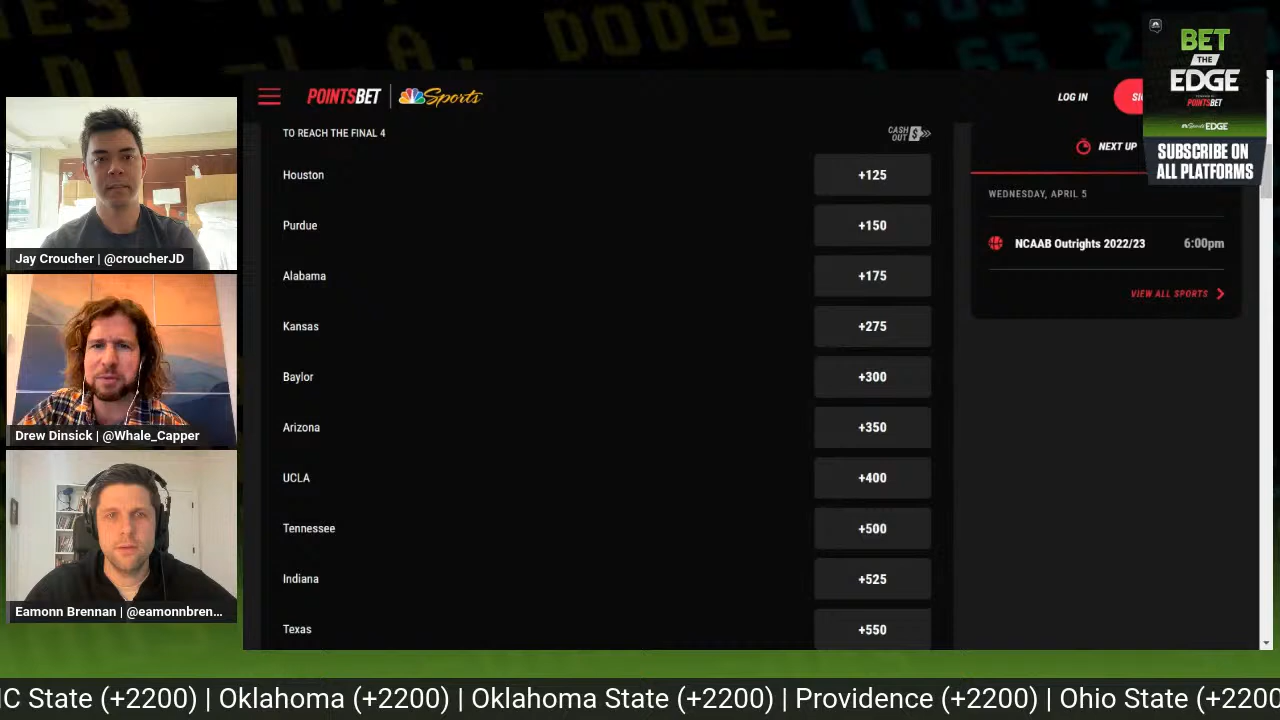 BET
THE
EDGE
POINTSBET
NBC Sports EDGE
SUBSCRIBE ON
ALL PLATFORMS
POINTSBET | Sports
LOG IN
TO REACH THE FINAL 4
CASH
OUT $
NEXT UP
Houston +125
Purdue +150
Alabama +175
Kansas +275
Baylor +300
Arizona +350
UCLA +400
Tennessee +500
Indiana +525
Texas +550
WEDNESDAY, APRIL 5
NCAAB Outrights 2022/23 6:00pm
VIEW ALL SPORTS
Jay Croucher | @croucherJD
Drew Dinsick | @Whale_Capper
Eamonn Brennan | @eamonnbren...
C State (+2200) | Oklahoma (+2200) | Oklahoma State (+2200) | Providence (+2200) | Ohio State (+2200
DODGE